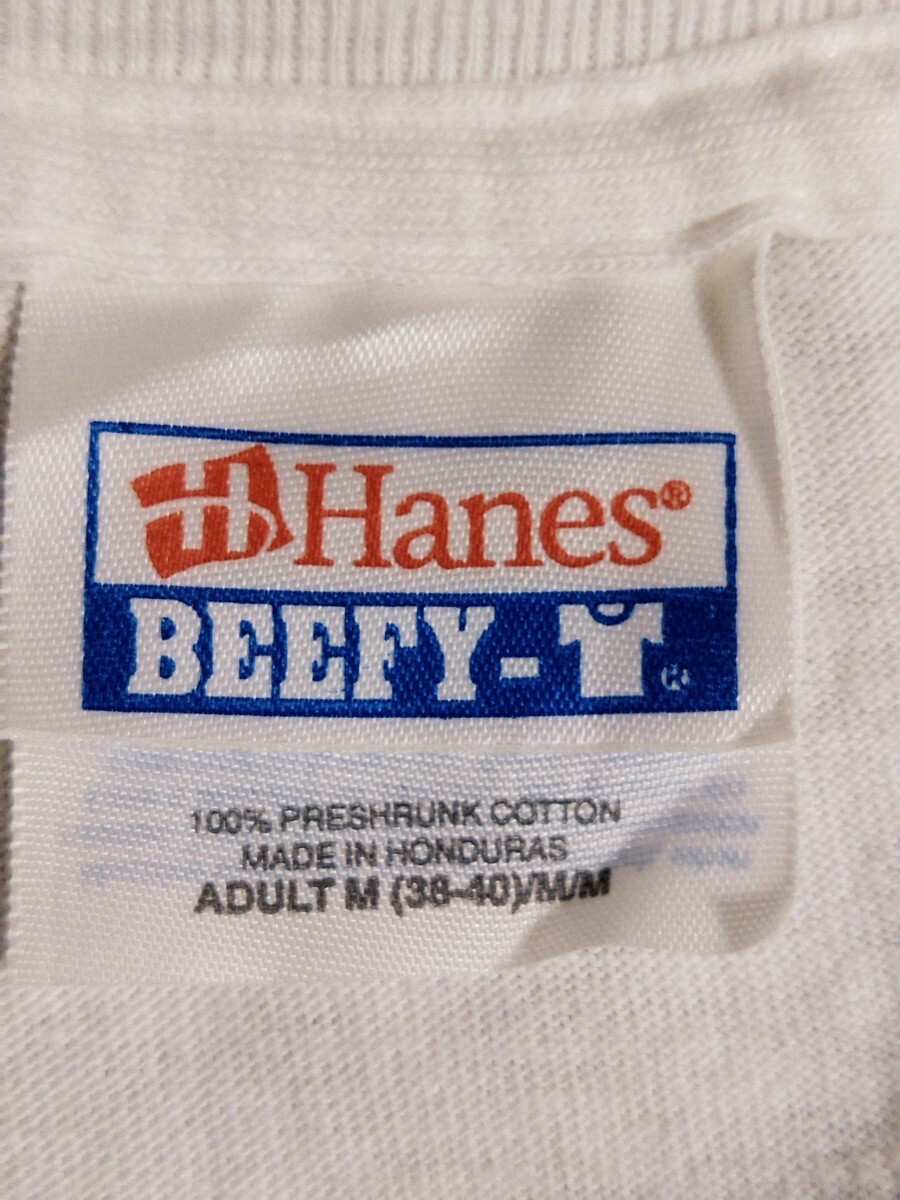 H Hanes®
BEEFY-T®
100% PRESHRUNK COTTON
MADE IN HONDURAS
ADULT M (38-40)/M/M